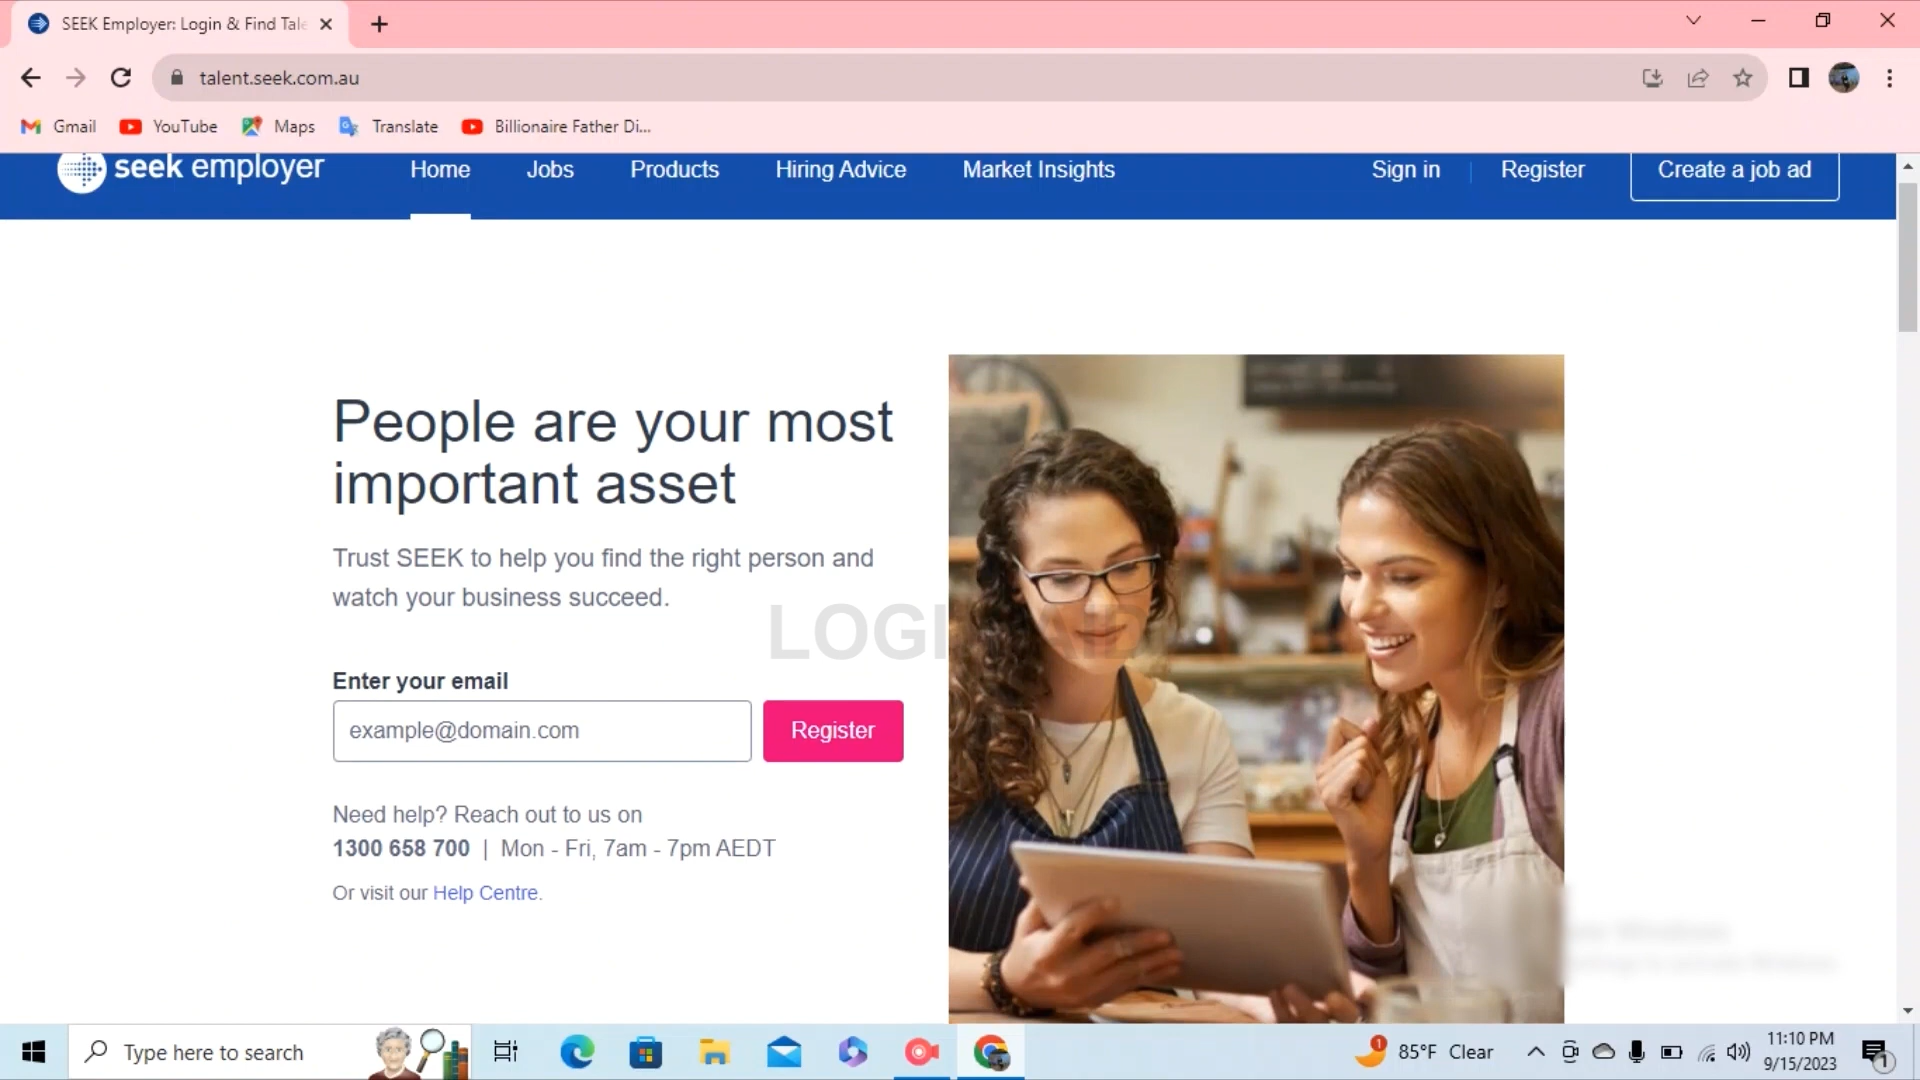 SEEK Employer: Login & Find Tale
talent.seek.com.au
Gmail
YouTube
Maps
Translate
Billionaire Father Di...
seek employer
Home
Jobs
Products
Hiring Advice
Market Insights
Sign in
Register
Create a job ad
People are your most
important asset
Trust SEEK to help you find the right person and
watch your business succeed.
Enter your email
example@domain.com
Register
Need help? Reach out to us on
1300 658 700 | Mon - Fri, 7am - 7pm AEDT
Or visit our Help Centre.
Type here to search
1
85°F Clear
11:10 PM
9/15/2023
1